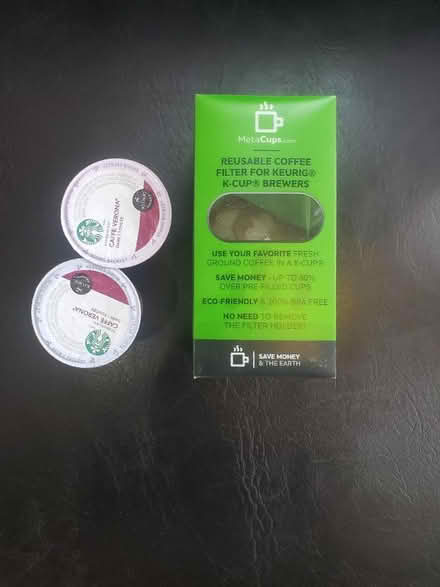 MetaCups.com
REUSABLE COFFEE
FILTER FOR KEURIG®
K-CUP® BREWERS
USE YOUR FAVORITE FRESH
GROUND COFFEE IN A K-CUP®
SAVE MONEY - UP TO 80%
OVER PRE-FILLED CUPS
ECO-FRIENDLY & 100% BPA FREE
NO NEED TO REMOVE
THE FILTER HOLDER!
SAVE MONEY
& THE EARTH
CAFFÈ VERONA®
CAFFÈ VERONA®